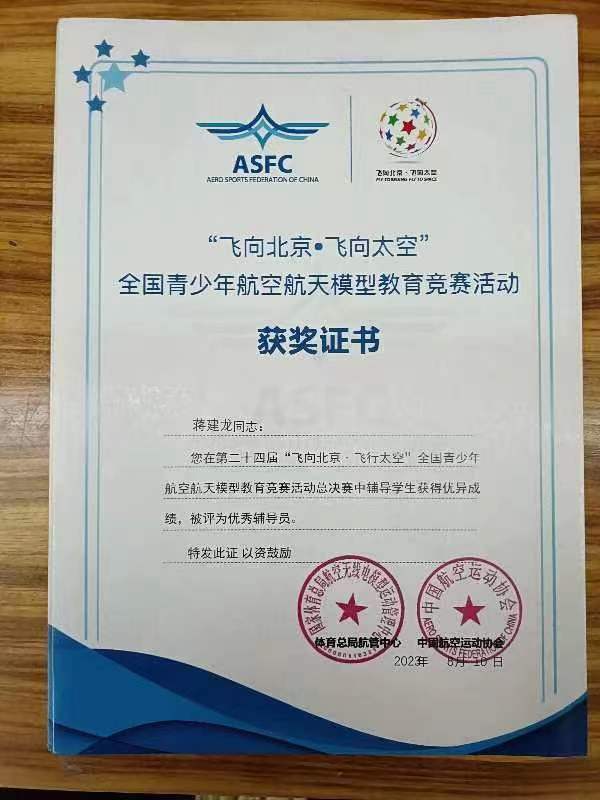 ASFC
AERO SPORTS FEDERATION OF CHINA
飞向北京·飞向太空
FLY TO BEIJING FLY TO SPACE
“飞向北京•飞向太空”
全国青少年航空航天模型教育竞赛活动
获奖证书
蒋建龙同志：
您在第二十四届“飞向北京·飞行太空”全国青少年
航空航天模型教育竞赛活动总决赛中辅导学生获得优异成
绩，被评为优秀辅导员。
特发此证 以资鼓励
体育总局航管中心 中国航空运动协会
2023年 8月 10日
国家体育总局航空无线电模型运动管理中心
中国航空运动协会
AERO SPORTS FEDERATION OF CHINA